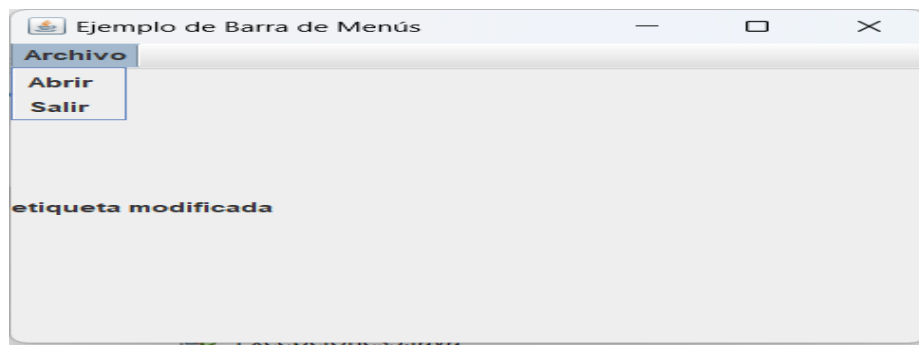 Ejemplo de Barra de Menús
Archivo
Abrir
Salir
etiqueta modificada